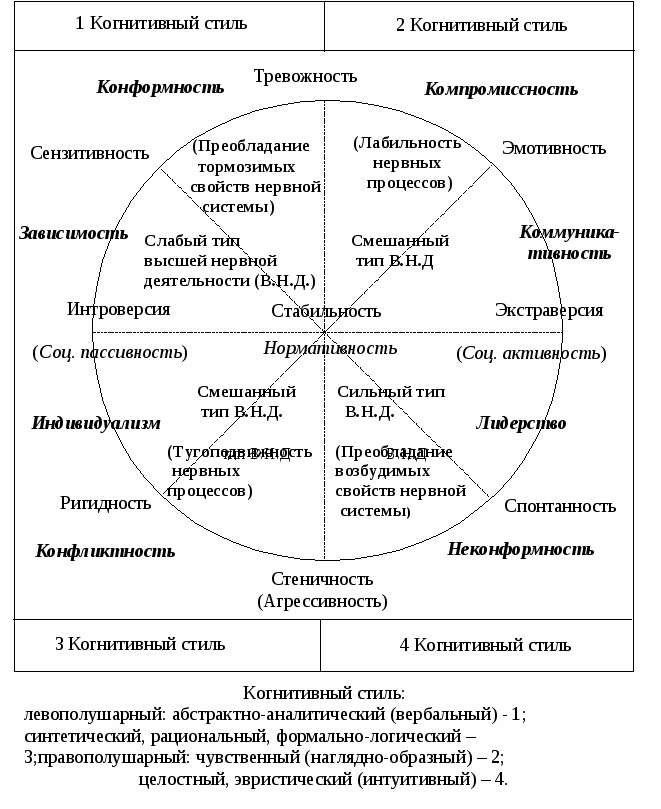 1 Когнитивный стиль
2 Когнитивный стиль
Тревожность
Конформность
Компромиссность
Сензитивность
(Преобладание
тормозимых
свойств нервной
системы)
(Лабильность
нервных
процессов)
Эмотивность
Зависимость
Слабый тип
высшей нервной
деятельности (В.Н.Д.)
Смешанный
тип В.Н.Д
Коммуника-
тивность
Интроверсия
Стабильность
Экстраверсия
(Соц. пассивность)
Нормативность
(Соц. активность)
Смешанный
тип В.Н.Д.
Сильный тип
В.Н.Д.
Индивидуализм
Лидерство
(Тугоподвижность
нервных
процессов)
В.Н.Д
(Преобладание
возбудимых
свойств нервной
системы)
В.Н.Д
Ригидность
Спонтанность
Конфликтность
Неконформность
Стеничность
(Агрессивность)
3 Когнитивный стиль
4 Когнитивный стиль
Когнитивный стиль:
левополушарный: абстрактно-аналитический (вербальный) - 1;
синтетический, рациональный, формально-логический –
3;правополушарный: чувственный (наглядно-образный) – 2;
целостный, эвристический (интуитивный) – 4.